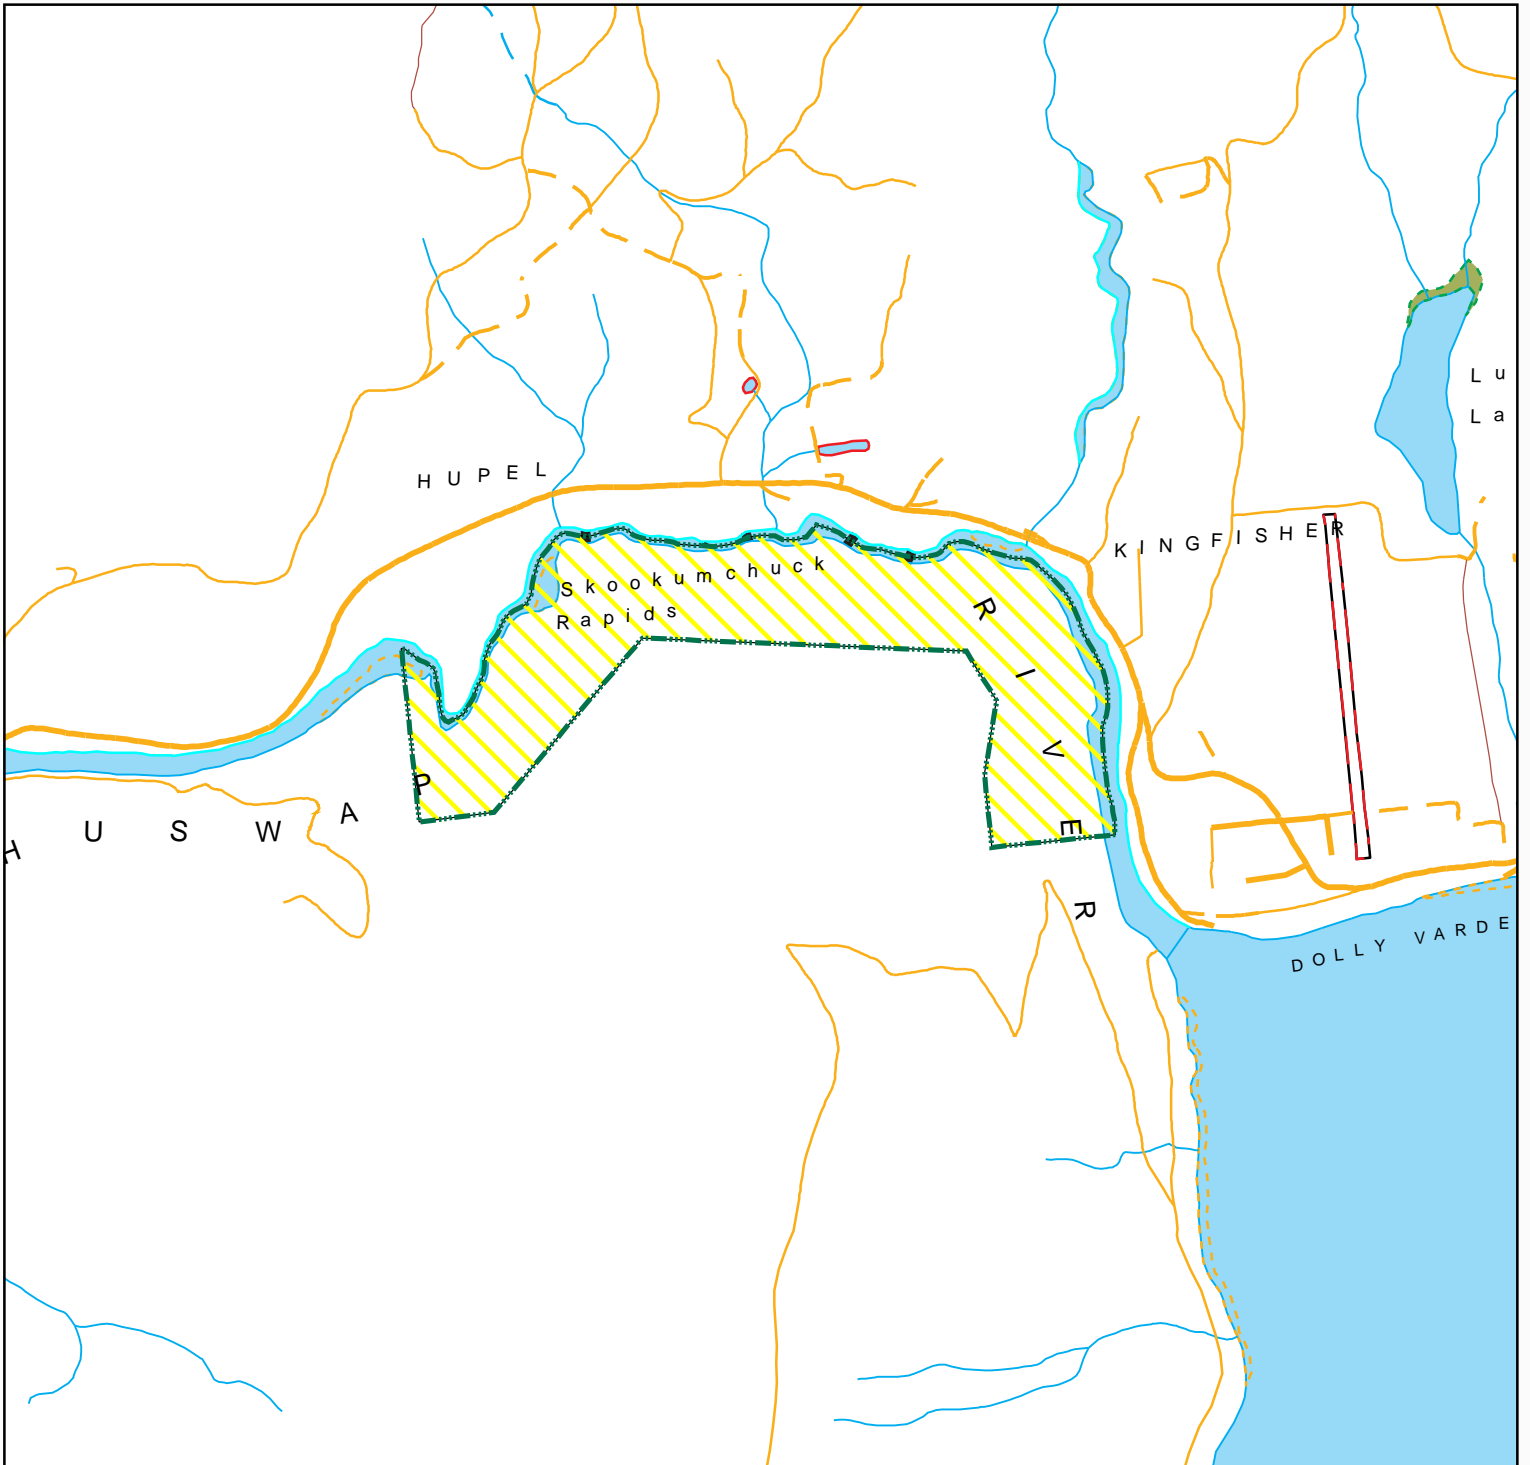 Lu
La
HUPEL
KINGFISHER
Skookumchuck
Rapids
HUSWAP
RIVER
DOLLY VARDE